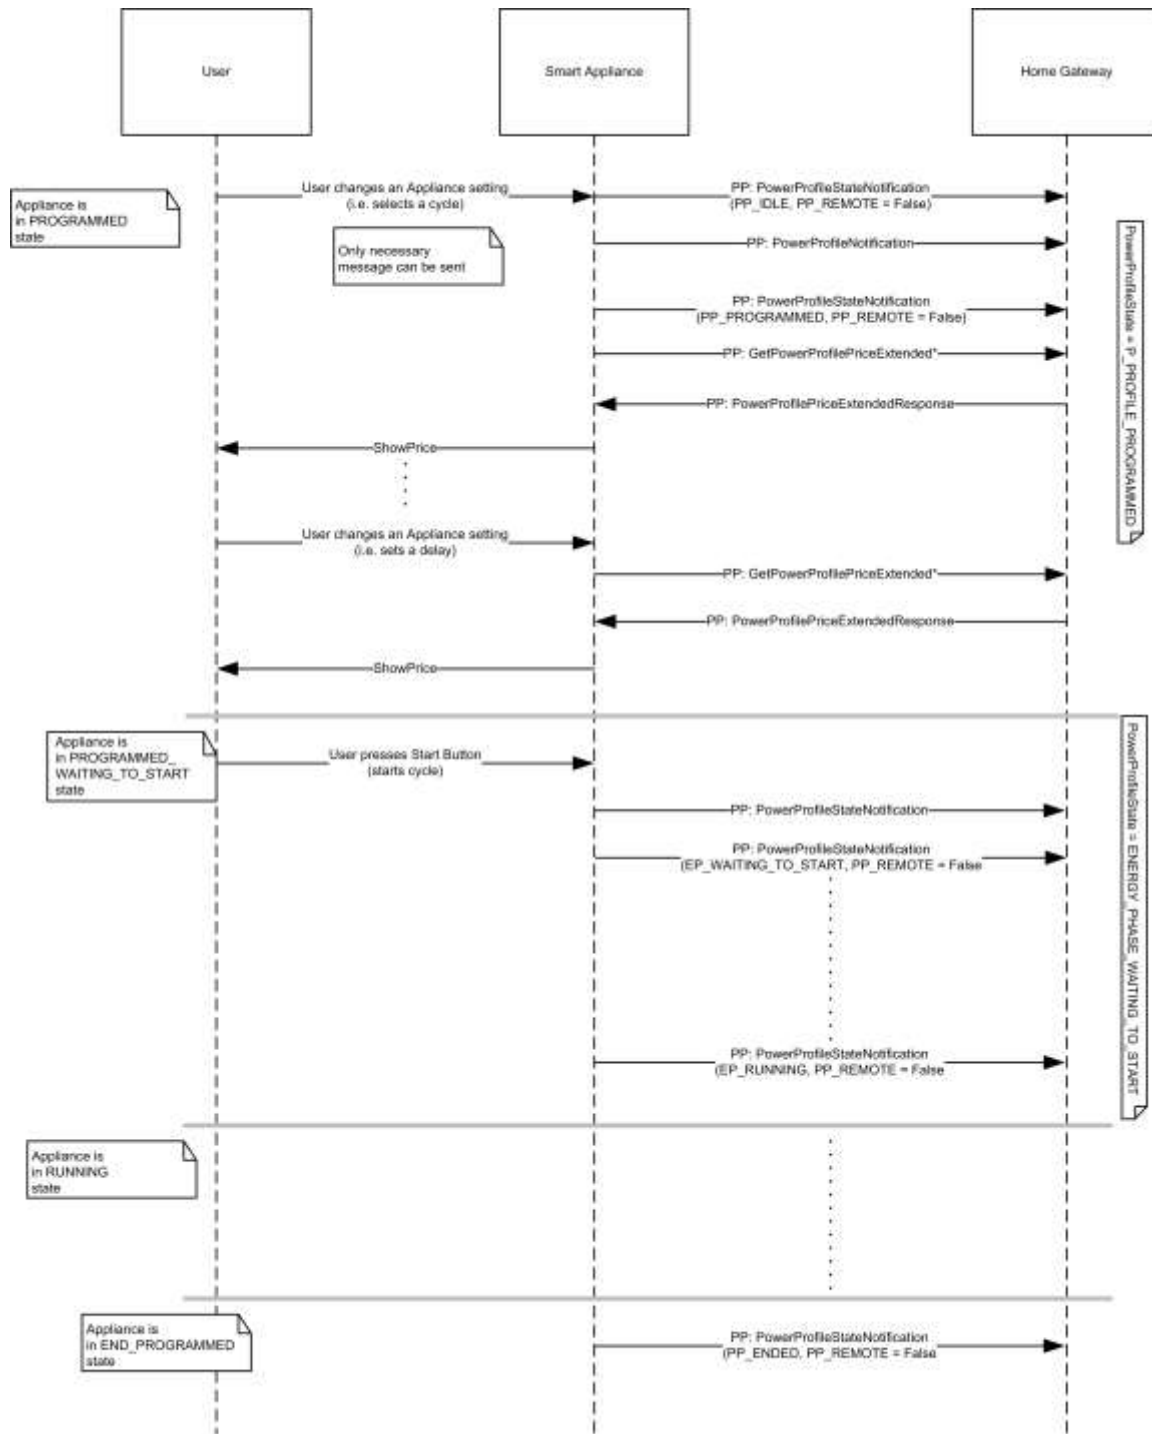 User
Smart Appliance
Home Gateway
Appliance is
in PROGRAMMED
state
User changes an Appliance setting
(i.e. selects a cycle)
PP: PowerProfileStateNotification
(PP_IDLE, PP_REMOTE = False)
Only necessary
message can be sent
PP: PowerProfileNotification
PP: PowerProfileStateNotification
(PP_PROGRAMMED, PP_REMOTE = False)
PP: GetPowerProfilePriceExtended*
PP: PowerProfilePriceExtendedResponse
PowerProfileState = P_PROFILE_PROGRAMMED
ShowPrice
User changes an Appliance setting
(i.e. sets a delay)
PP: GetPowerProfilePriceExtended*
PP: PowerProfilePriceExtendedResponse
ShowPrice
Appliance is
in PROGRAMMED_
WAITING_TO_START
state
User presses Start Button
(starts cycle)
PP: PowerProfileStateNotification
PP: PowerProfileStateNotification
(EP_WAITING_TO_START, PP_REMOTE = False
PowerProfileState = ENERGY_PHASE_WAITING_TO_START
PP: PowerProfileStateNotification
(EP_RUNNING, PP_REMOTE = False
Appliance is
in RUNNING
state
Appliance is
in END_PROGRAMMED
state
PP: PowerProfileStateNotification
(PP_ENDED, PP_REMOTE = False